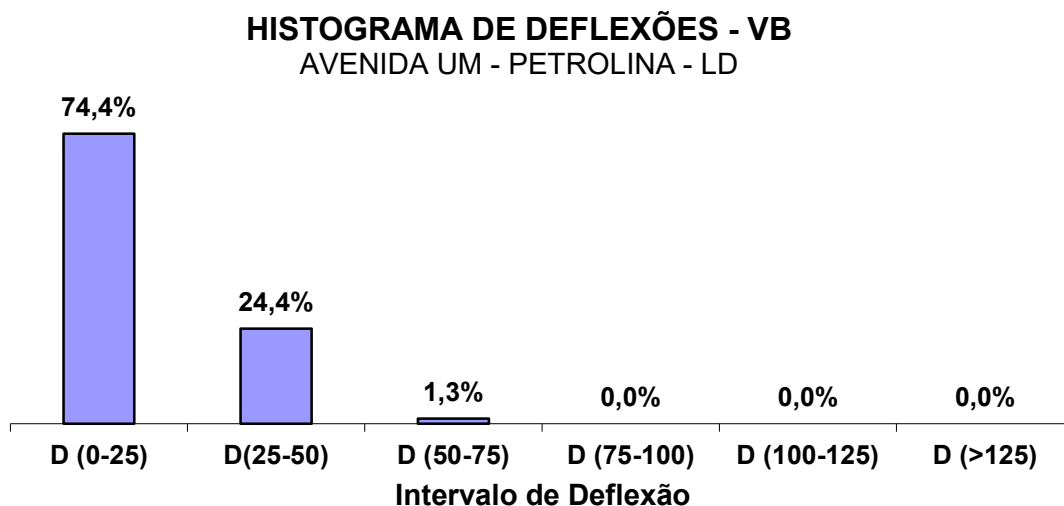 HISTOGRAMA DE DEFLEXÕES - VB
AVENIDA UM - PETROLINA - LD
74,4%
24,4%
1,3%
0,0%
0,0%
0,0%
D (0-25)
D(25-50)
D (50-75)
D (75-100)
D (100-125)
D (>125)
Intervalo de Deflexão